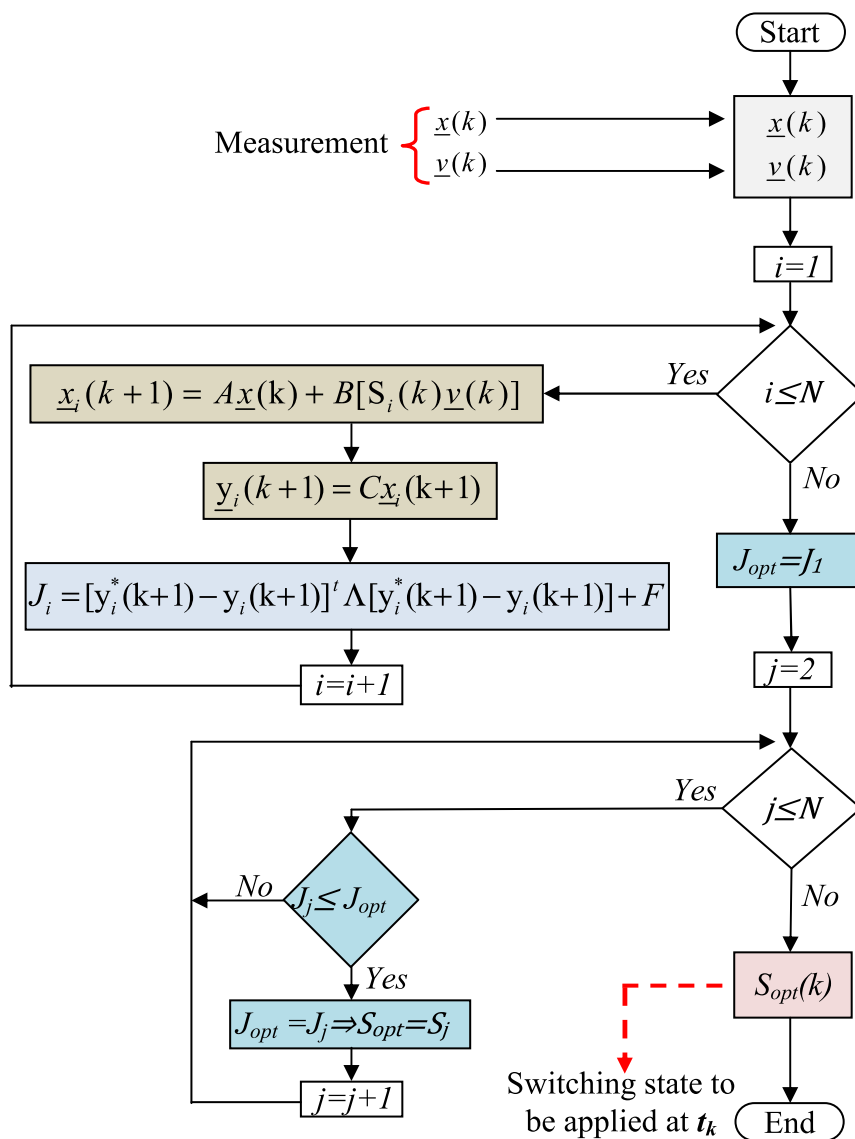 Start
Measurement
x(k)
v(k)
x(k)
v(k)
i=1
i≤N
Yes
No
x_i(k+1) = Ax(k) + B[S_i(k)v(k)]
y_i(k+1) = Cx_i(k+1)
J_i = [y_i^*(k+1) − y_i(k+1)]^t Λ[y_i^*(k+1) − y_i(k+1)] + F
i=i+1
J_opt=J_1
j=2
j≤N
Yes
No
J_j ≤ J_opt
No
Yes
J_opt =J_j⇒S_opt=S_j
j=j+1
S_opt(k)
Switching state to
be applied at t_k
End